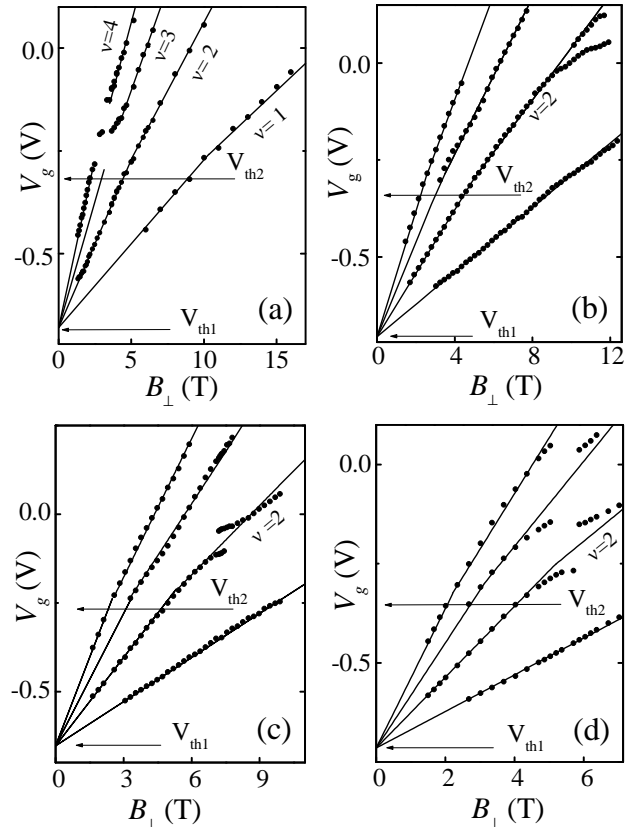 0.0
-0.5
V_g (V)
ν=4
ν=3
ν=2
ν=1
V_th2
V_th1
(a)
0 5 10 15
B_⊥ (T)
0.0
-0.5
V_g (V)
ν=2
V_th2
V_th1
(b)
0 4 8 12
B_⊥ (T)
0.0
-0.5
V_g (V)
ν=2
V_th2
V_th1
(c)
0 3 6 9
B_⊥ (T)
0.0
-0.5
V_g (V)
ν=2
V_th2
V_th1
(d)
0 2 4 6
B_⊥ (T)